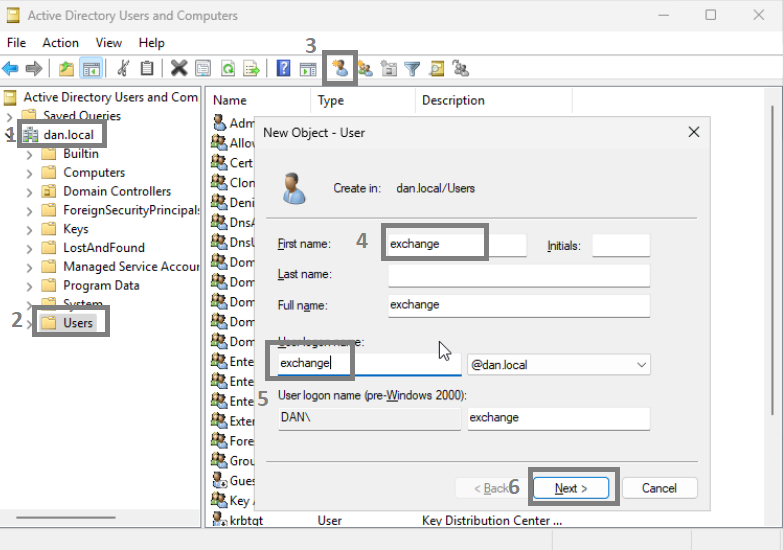 Active Directory Users and Computers
File Action View Help
3
Active Directory Users and Com
Saved Queries
1 dan.local
Builtin
Computers
Domain Controllers
ForeignSecurityPrincipals
Keys
LostAndFound
Managed Service Accour
Program Data
System
2 Users
Name Type Description
Adm
Allow
Cert
Clon
Deni
DnsA
DnsU
Dom
Dom
Dom
Dom
Dom
Ente
Ente
Ente
Exter
Fore
Grou
Gues
Key A
krbtgt User Key Distribution Center ...
New Object - User
Create in: dan.local/Users
First name: 4 exchange Initials:
Last name:
Full name: exchange
User logon name:
exchange @dan.local
5 User logon name (pre-Windows 2000):
DAN\ exchange
< Back 6 Next > Cancel